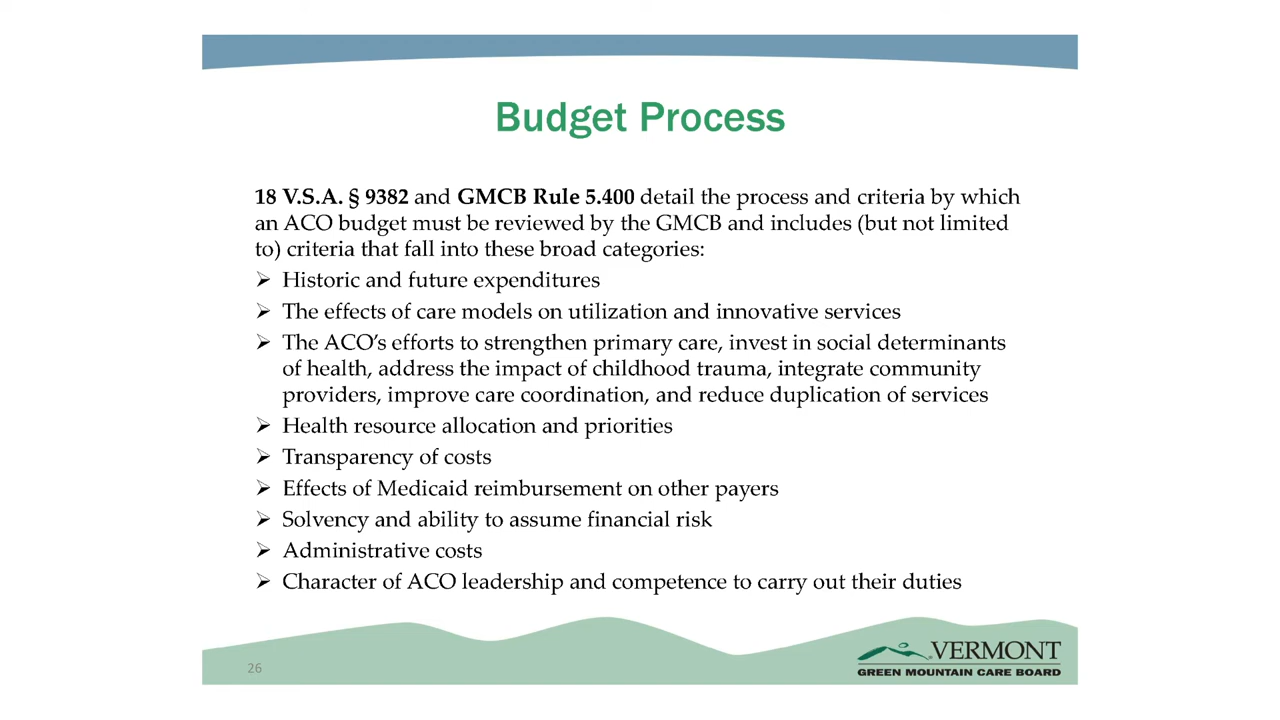 Budget Process
18 V.S.A. § 9382 and GMCB Rule 5.400 detail the process and criteria by which
an ACO budget must be reviewed by the GMCB and includes (but not limited
to) criteria that fall into these broad categories:
➢ Historic and future expenditures
➢ The effects of care models on utilization and innovative services
➢ The ACO’s efforts to strengthen primary care, invest in social determinants
of health, address the impact of childhood trauma, integrate community
providers, improve care coordination, and reduce duplication of services
➢ Health resource allocation and priorities
➢ Transparency of costs
➢ Effects of Medicaid reimbursement on other payers
➢ Solvency and ability to assume financial risk
➢ Administrative costs
➢ Character of ACO leadership and competence to carry out their duties
26
VERMONT
GREEN MOUNTAIN CARE BOARD